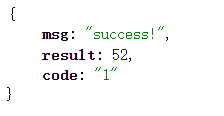 {
msg: "success!",
result: 52,
code: "1"
}